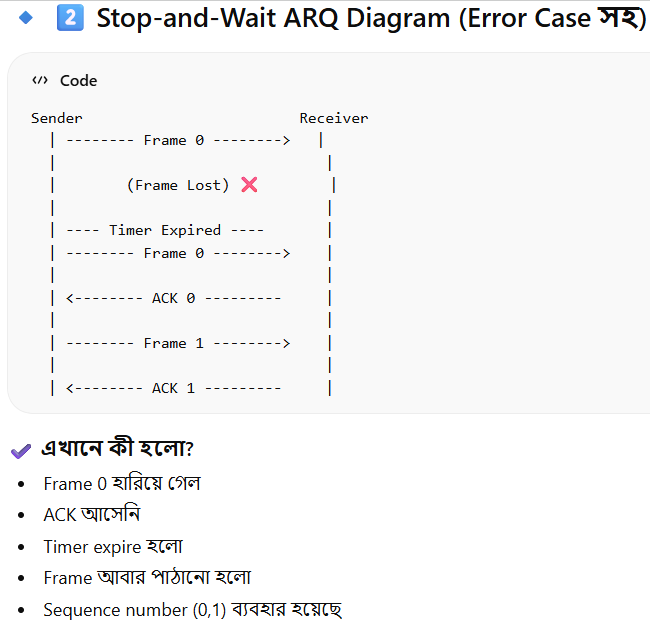 🔹 2️⃣ Stop-and-Wait ARQ Diagram (Error Case সহ)
</> Code
Sender                          Receiver
  | -------- Frame 0 -------->   |
  |                               |
  |        (Frame Lost) ❌        |
  |                               |
  | ---- Timer Expired ----       |
  | -------- Frame 0 -------->    |
  |                               |
  | <-------- ACK 0 ---------     |
  |                               |
  | -------- Frame 1 -------->    |
  |                               |
  | <-------- ACK 1 ---------     |
✔ এখানে কী হলো?
• Frame 0 হারিয়ে গেল
• ACK আসেনি
• Timer expire হলো
• Frame আবার পাঠানো হলো
• Sequence number (0,1) ব্যবহার হয়েছে